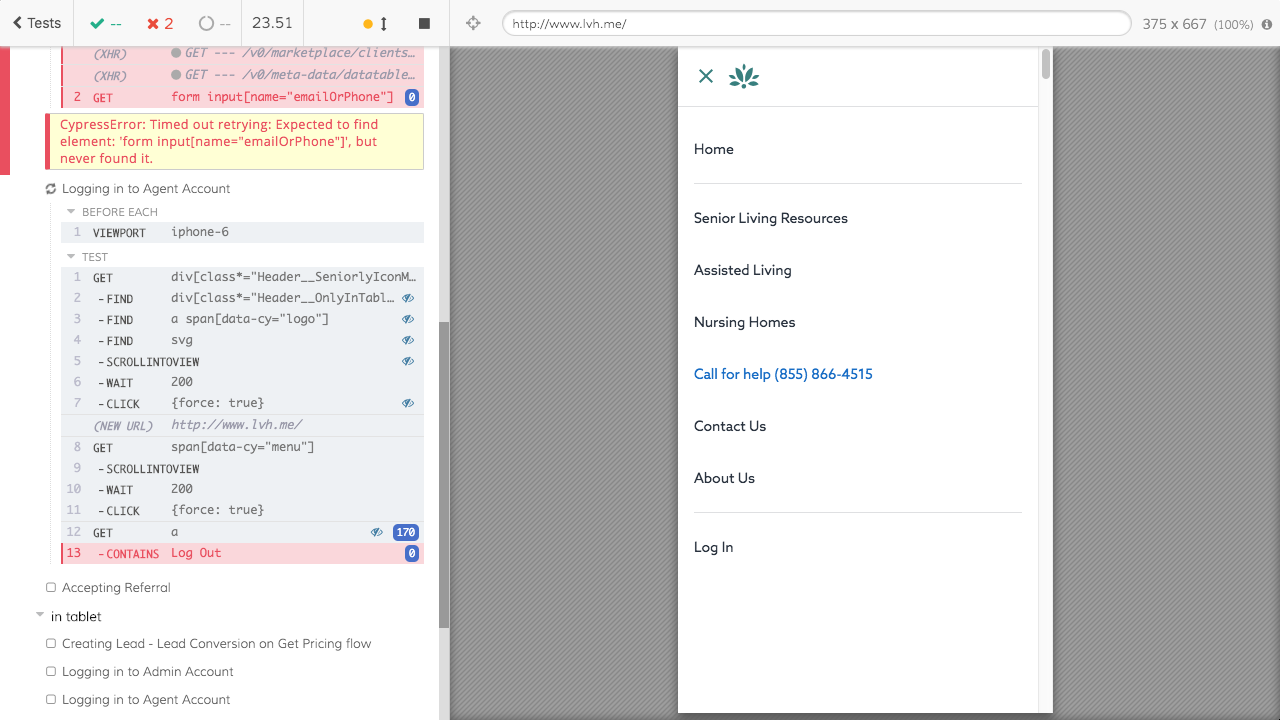 Tests
--
2
--
23.51
http://www.lvh.me/
375 x 667 (100%)
(XHR) GET --- /v0/marketplace/clients…
(XHR) GET --- /v0/meta-data/datatable…
2 GET form input[name="emailOrPhone"] 0
CypressError: Timed out retrying: Expected to find
element: 'form input[name="emailOrPhone"]', but
never found it.
Logging in to Agent Account
BEFORE EACH
1 VIEWPORT iphone-6
TEST
1 GET div[class*="Header__SeniorlyIconM…
2 -FIND div[class*="Header__OnlyInTabl…
3 -FIND a span[data-cy="logo"]
4 -FIND svg
5 -SCROLLINTOVIEW
6 -WAIT 200
7 -CLICK {force: true}
(NEW URL) http://www.lvh.me/
8 GET span[data-cy="menu"]
9 -SCROLLINTOVIEW
10 -WAIT 200
11 -CLICK {force: true}
12 GET a 170
13 -CONTAINS Log Out 0
Accepting Referral
in tablet
Creating Lead - Lead Conversion on Get Pricing flow
Logging in to Admin Account
Logging in to Agent Account
Home
Senior Living Resources
Assisted Living
Nursing Homes
Call for help (855) 866-4515
Contact Us
About Us
Log In